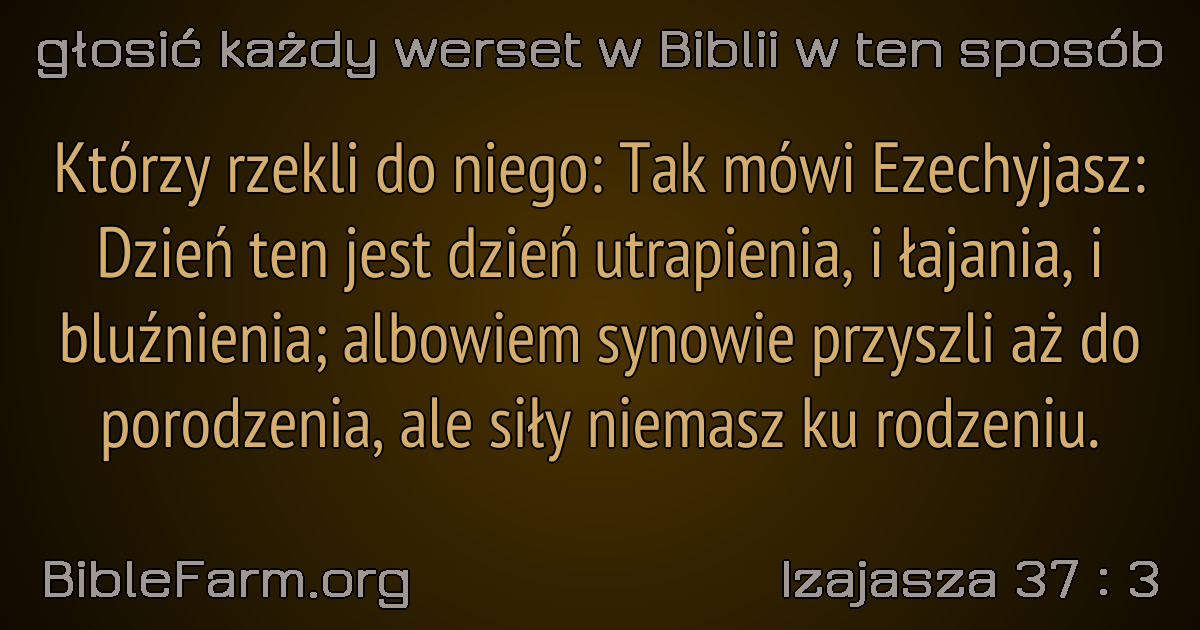 głosić każdy werset w Biblii w ten sposób
Którzy rzekli do niego: Tak mówi Ezechyjasz:
Dzień ten jest dzień utrapienia, i łajania, i
bluźnienia; albowiem synowie przyszli aż do
porodzenia, ale siły niemasz ku rodzeniu.
BibleFarm.org
Izajasza 37 : 3